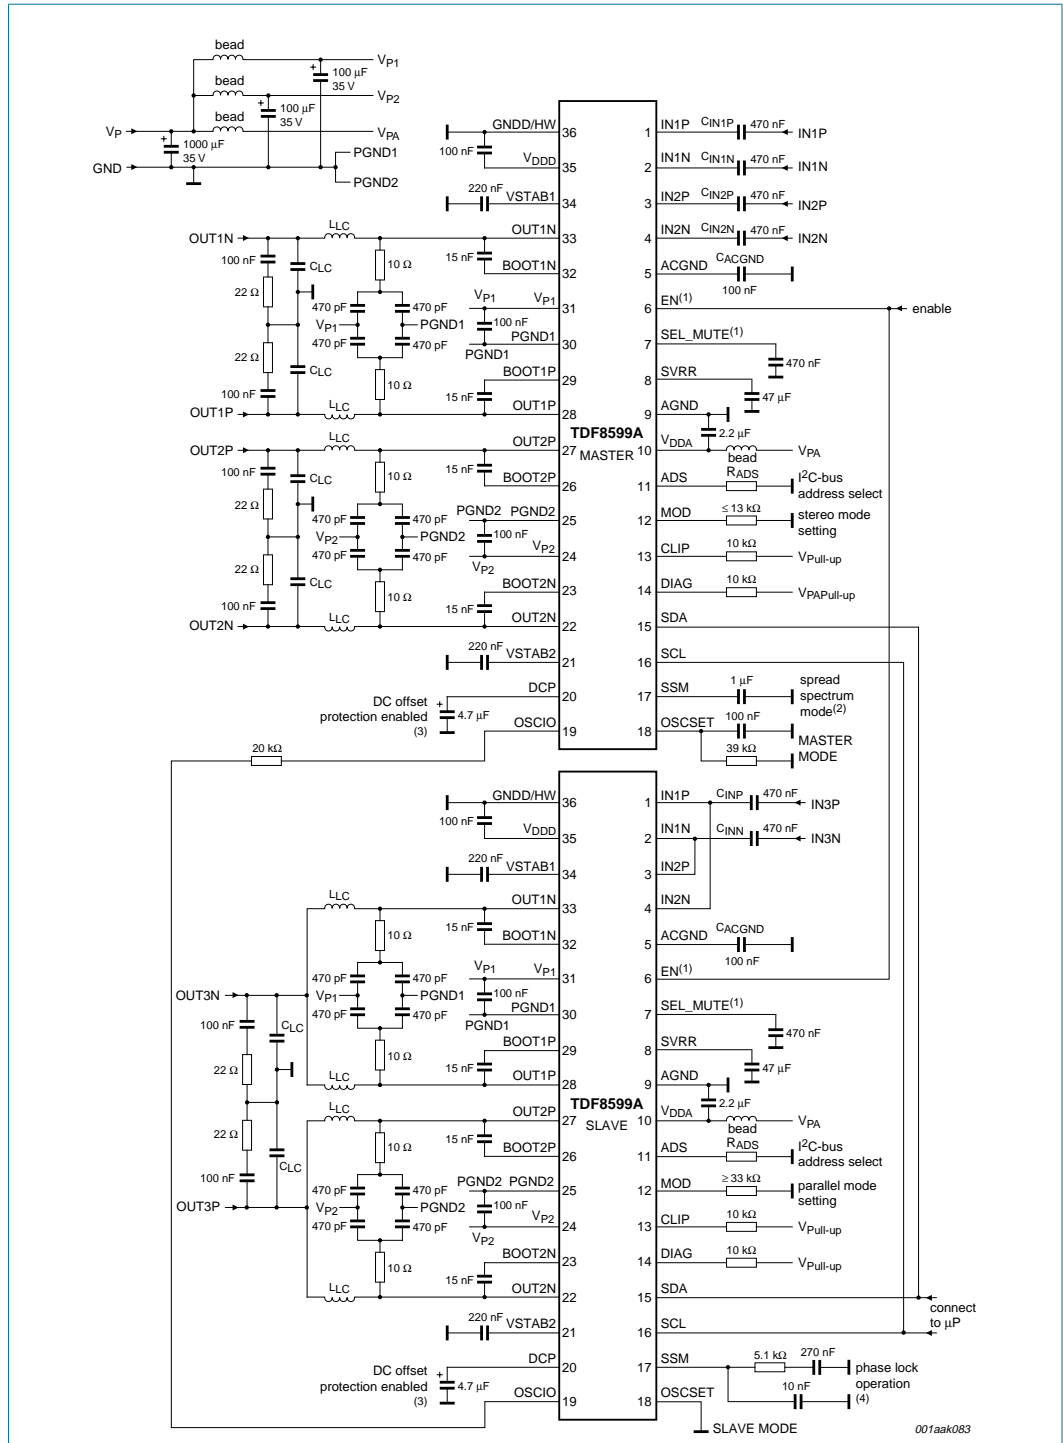 bead
VP1
100 μF
35 V
bead
VP2
100 μF
35 V
VP
bead
VPA
1000 μF
35 V
GND
PGND1
PGND2
GNDD/HW
36
100 nF
VDDD
35
220 nF
VSTAB1
34
OUT1N
LLC
OUT1N
33
100 nF
CLC
10 Ω
15 nF
BOOT1N
32
22 Ω
470 pF
470 pF
VP1
VP1
31
VP1
PGND1
100 nF
470 pF
470 pF
PGND1
PGND1
30
22 Ω
CLC
10 Ω
BOOT1P
29
100 nF
15 nF
OUT1P
LLC
OUT1P
28
OUT2P
LLC
OUT2P
27
100 nF
CLC
10 Ω
15 nF
BOOT2P
26
22 Ω
470 pF
470 pF
PGND2
PGND2
25
VP2
PGND2
100 nF
470 pF
470 pF
VP2
VP2
24
22 Ω
CLC
10 Ω
BOOT2N
23
100 nF
15 nF
OUT2N
LLC
OUT2N
22
220 nF
VSTAB2
21
DC offset
protection enabled
(3)
+
4.7 μF
DCP
20
OSCIO
19
20 kΩ
TDF8599A
MASTER
1
IN1P
CIN1P
470 nF
IN1P
2
IN1N
CIN1N
470 nF
IN1N
3
IN2P
CIN2P
470 nF
IN2P
4
IN2N
CIN2N
470 nF
IN2N
5
ACGND
CACGND
100 nF
6
EN(1)
enable
7
SEL_MUTE(1)
470 nF
8
SVRR
47 μF
9
AGND
2.2 μF
10
VDDA
bead
VPA
11
ADS
RADS
I2C-bus
address select
12
MOD
≤ 13 kΩ
stereo mode
setting
13
CLIP
10 kΩ
VPull-up
14
DIAG
10 kΩ
VPAPull-up
15
SDA
16
SCL
17
SSM
1 μF
spread
spectrum
mode(2)
18
OSCSET
100 nF
39 kΩ
MASTER
MODE
GNDD/HW
36
100 nF
VDDD
35
220 nF
VSTAB1
34
LLC
OUT1N
33
10 Ω
15 nF
BOOT1N
32
470 pF
470 pF
VP1
VP1
31
OUT3N
VP1
PGND1
100 nF
470 pF
470 pF
PGND1
PGND1
30
100 nF
CLC
10 Ω
BOOT1P
29
22 Ω
15 nF
LLC
OUT1P
28
LLC
OUT2P
27
22 Ω
CLC
10 Ω
15 nF
BOOT2P
26
100 nF
470 pF
470 pF
PGND2
PGND2
25
OUT3P
VP2
PGND2
100 nF
470 pF
470 pF
VP2
VP2
24
10 Ω
BOOT2N
23
15 nF
LLC
OUT2N
22
220 nF
VSTAB2
21
DC offset
protection enabled
(3)
+
4.7 μF
DCP
20
OSCIO
19
TDF8599A
SLAVE
1
IN1P
CINP
470 nF
IN3P
2
IN1N
CINN
470 nF
IN3N
3
IN2P
4
IN2N
5
ACGND
CACGND
100 nF
6
EN(1)
7
SEL_MUTE(1)
470 nF
8
SVRR
47 μF
9
AGND
2.2 μF
10
VDDA
bead
VPA
11
ADS
RADS
I2C-bus
address select
12
MOD
≥ 33 kΩ
parallel mode
setting
13
CLIP
10 kΩ
VPull-up
14
DIAG
10 kΩ
VPull-up
15
SDA
connect
to μP
16
SCL
17
SSM
5.1 kΩ
270 nF
10 nF
phase lock
operation
(4)
18
OSCSET
SLAVE MODE
001aak083